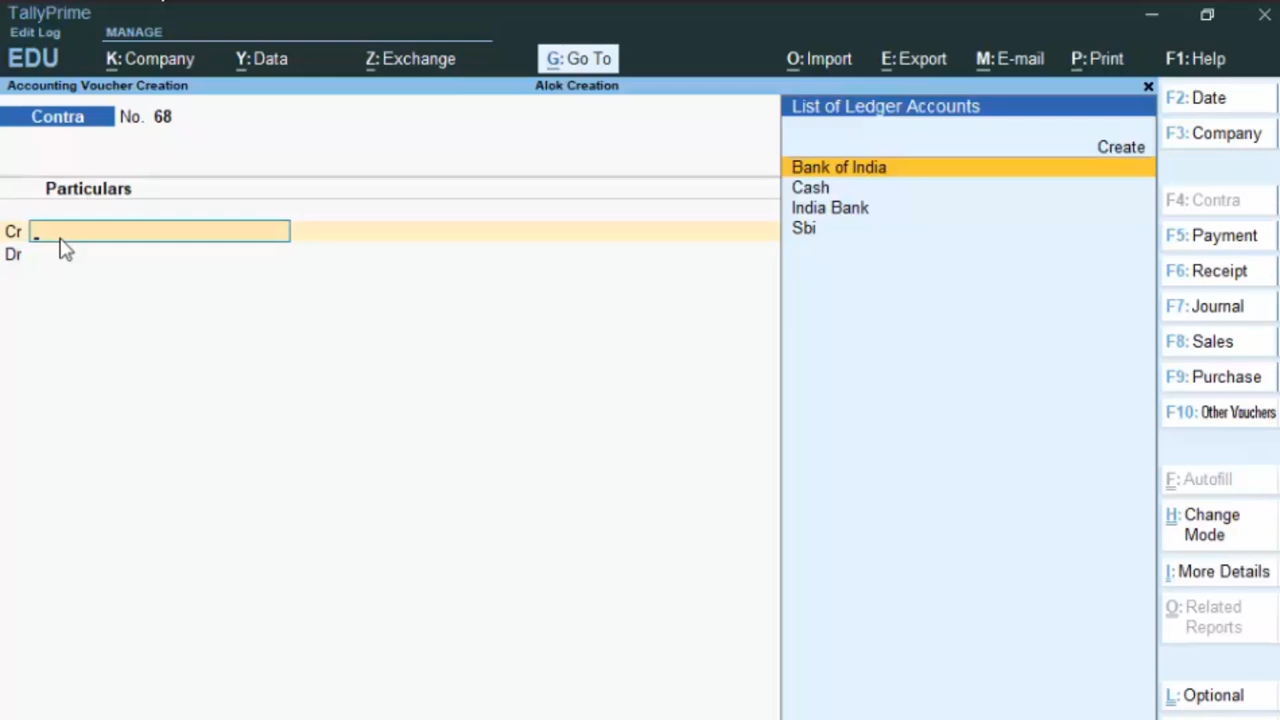 TallyPrime
Edit Log
MANAGE
EDU
K: Company
Y: Data
Z: Exchange
G: Go To
O: Import
E: Export
M: E-mail
P: Print
F1: Help
Accounting Voucher Creation
Alok Creation
Contra
No. 68
Particulars
Cr
Dr
List of Ledger Accounts
Create
Bank of India
Cash
India Bank
Sbi
F2: Date
F3: Company
F4: Contra
F5: Payment
F6: Receipt
F7: Journal
F8: Sales
F9: Purchase
F10: Other Vouchers
F: Autofill
H: Change
Mode
I: More Details
O: Related
Reports
L: Optional